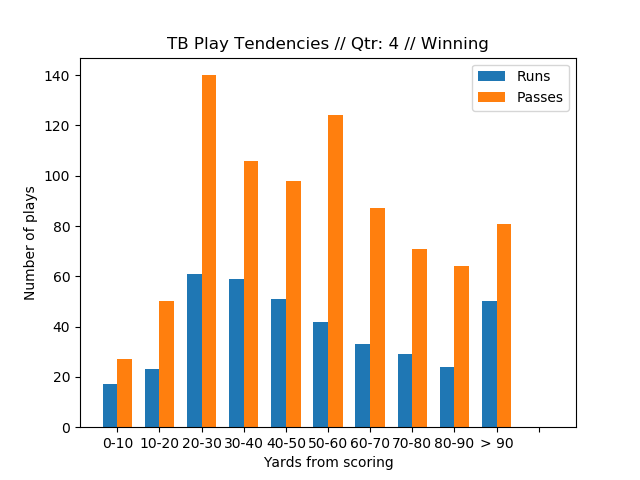 TB Play Tendencies // Qtr: 4 // Winning
Runs
Passes
Number of plays
140
120
100
80
60
40
20
0
0-10 10-20 20-30 30-40 40-50 50-60 60-70 70-80 80-90 > 90
Yards from scoring